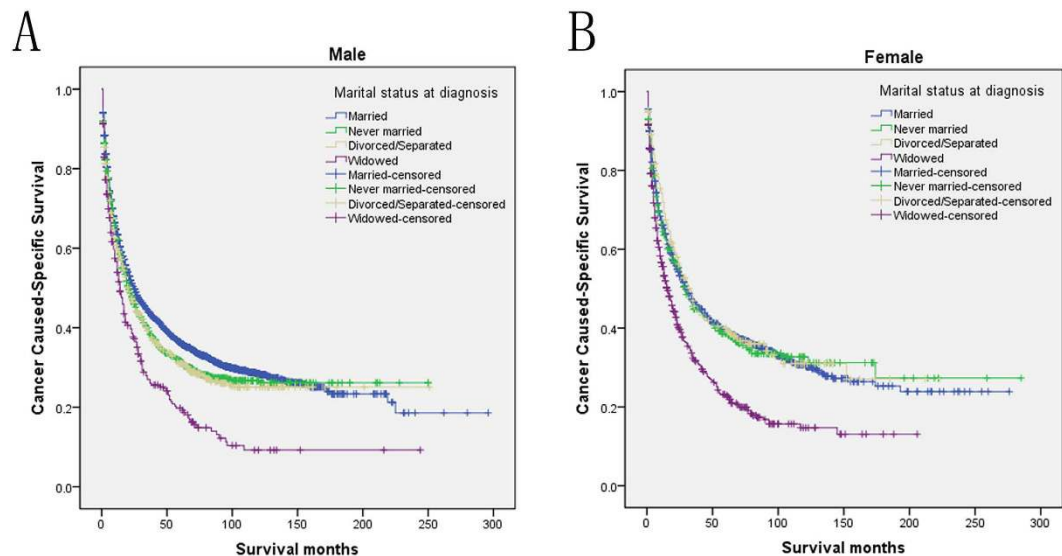 A
Male
Cancer Caused-Specific Survival
1.0
0.8
0.6
0.4
0.2
0.0
Marital status at diagnosis
Married
Never married
Divorced/Separated
Widowed
Married-censored
Never married-censored
Divorced/Separated-censored
Widowed-censored
0 50 100 150 200 250 300
Survival months
B
Female
Cancer Caused-Specific Survival
1.0
0.8
0.6
0.4
0.2
0.0
Marital status at diagnosis
Married
Never married
Divorced/Separated
Widowed
Married-censored
Never married-censored
Divorced/Separated-censored
Widowed-censored
0 50 100 150 200 250 300
Survival months